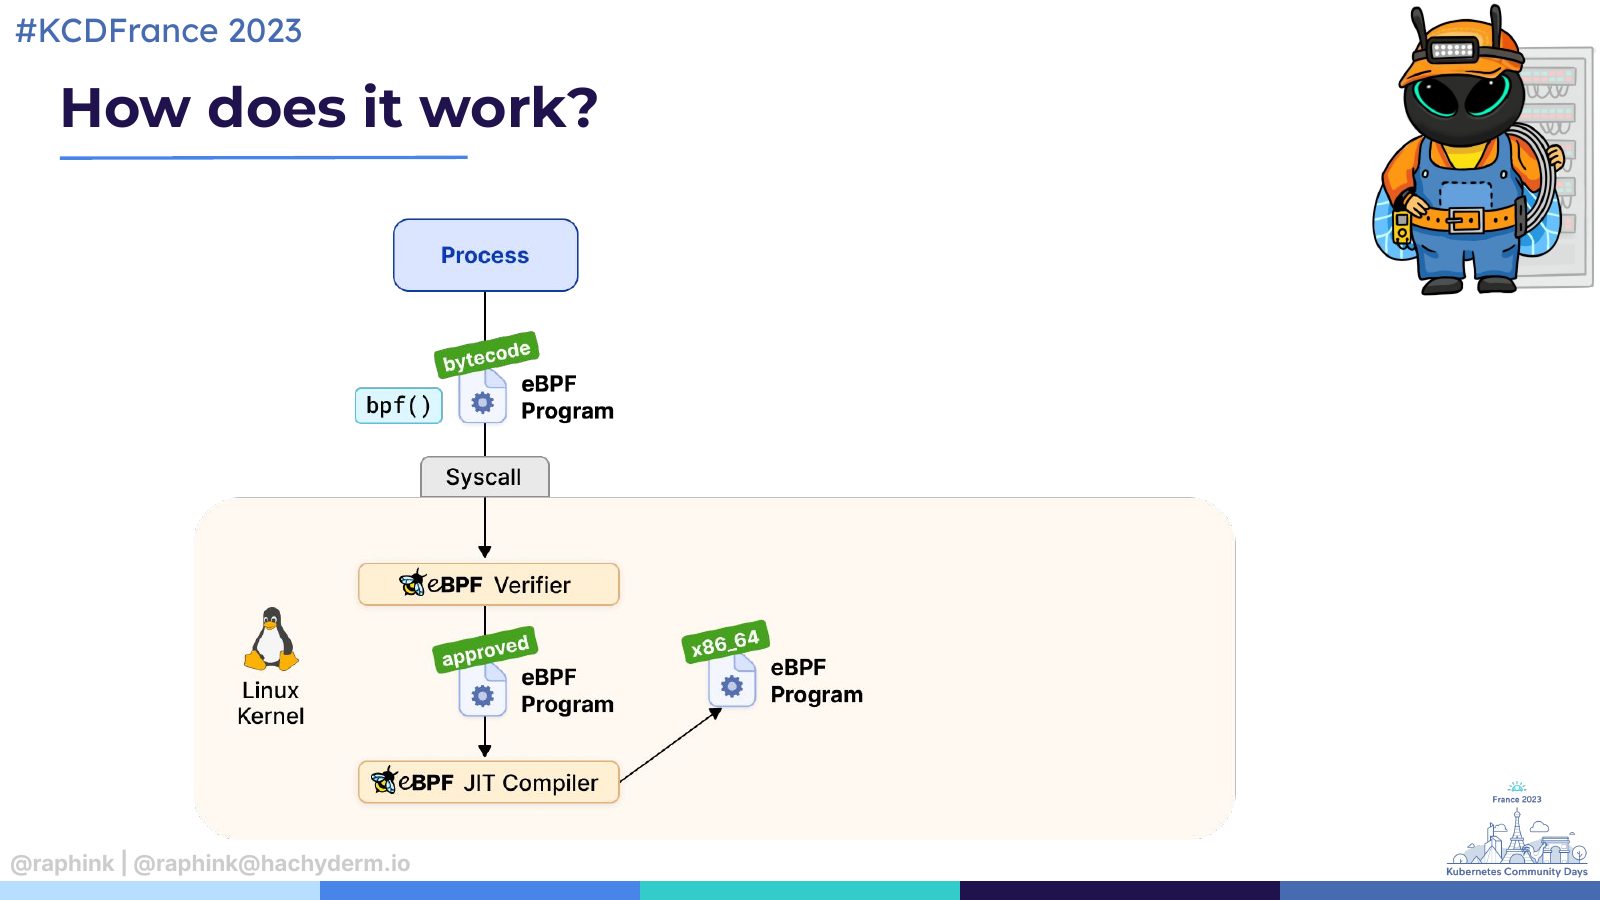 #KCDFrance 2023
How does it work?
Process
bytecode
eBPF
Program
bpf()
Syscall
eBPF Verifier
approved
eBPF
Program
x86_64
eBPF
Program
Linux
Kernel
eBPF JIT Compiler
France 2023
Kubernetes Community Days
@raphink | @raphink@hachyderm.io